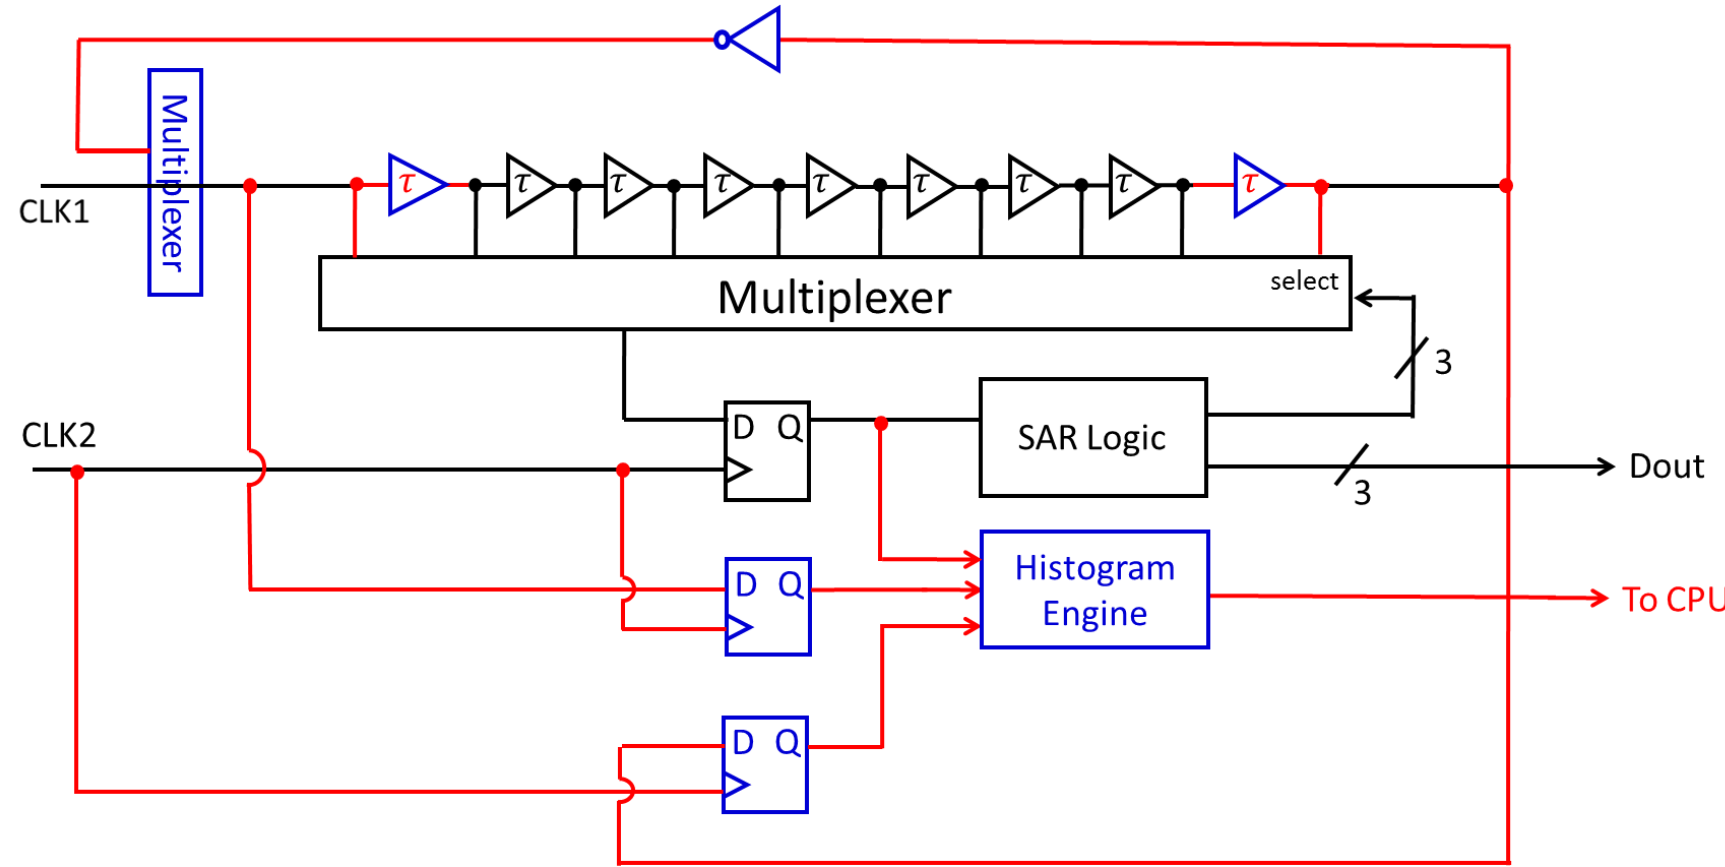 Multiplexer
CLK1
τ τ τ τ τ τ τ τ τ
select
Multiplexer
3
D Q
SAR Logic
CLK2
Dout
3
D Q
Histogram
Engine
To CPU
D Q